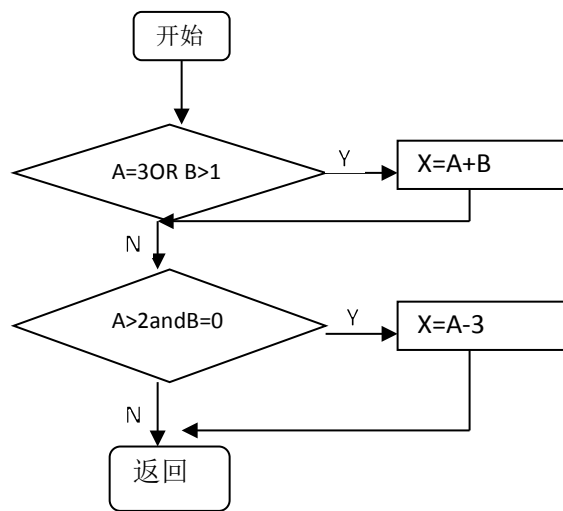 开始
A=3OR B>1
Y
X=A+B
N
A>2andB=0
Y
X=A-3
N
返回